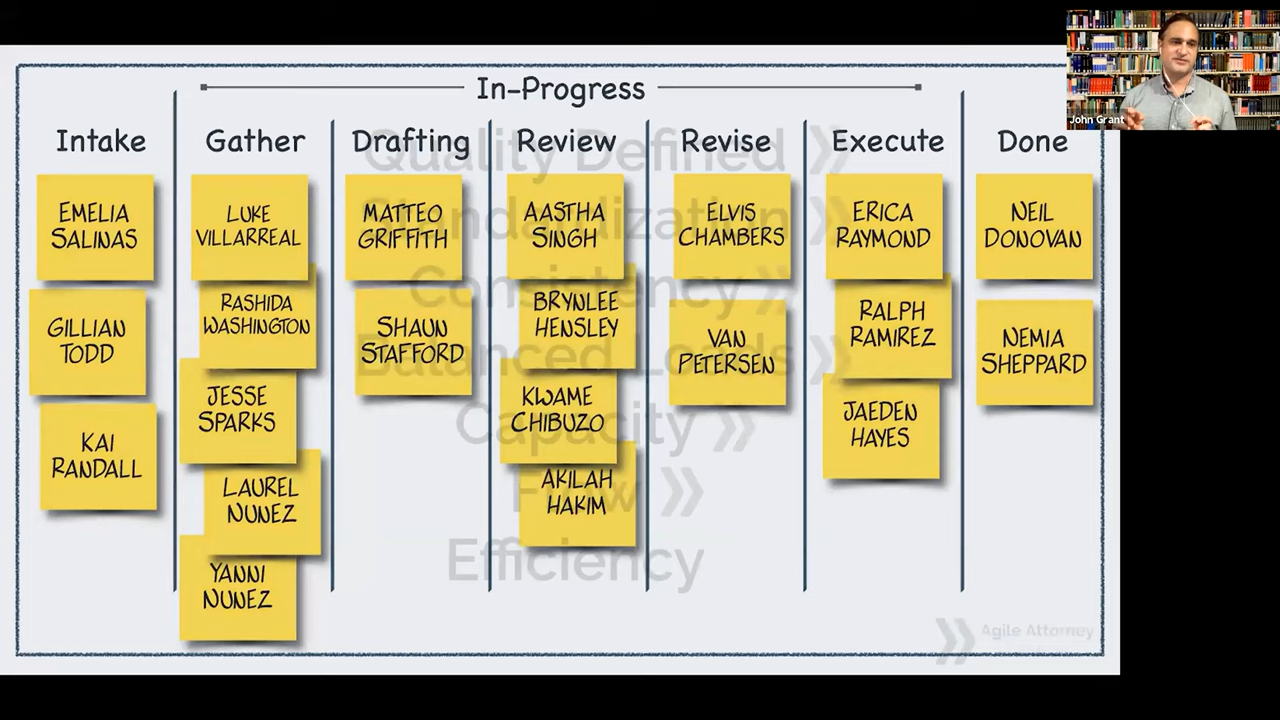 In-Progress
Intake
Gather
Drafting
Review
Revise
Execute
Done
EMELIA
SALINAS
GILLIAN
TODD
KAI
RANDALL
LUKE
VILLARREAL
RASHIDA
WASHINGTON
JESSE
SPARKS
LAUREL
NUNEZ
YANNI
NUNEZ
MATTEO
GRIFFITH
SHAUN
STAFFORD
AASTHA
SINGH
BRYNLEE
HENSLEY
KWAME
CHIBUZO
AKILAH
HAKIM
ELVIS
CHAMBERS
VAN
PETERSEN
ERICA
RAYMOND
RALPH
RAMIREZ
JAEDEN
HAYES
NEIL
DONOVAN
NEMIA
SHEPPARD
Quality Defined
Standardization
Consistency
Balanced Loads
Capacity
Flow
Efficiency
Agile Attorney
John Grant